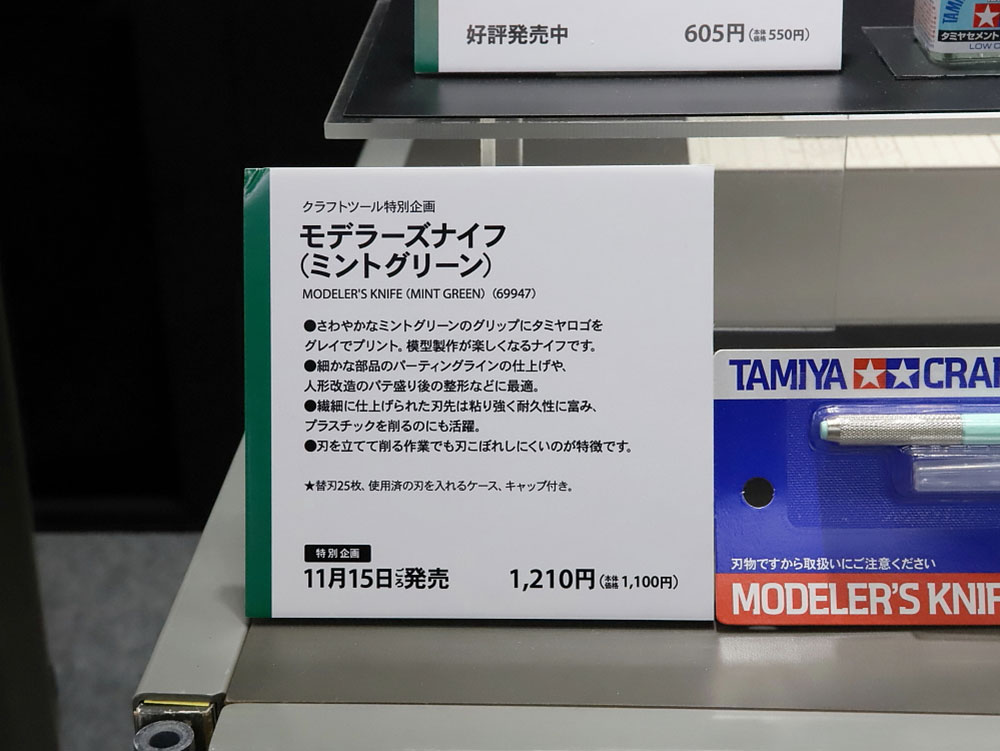 好評発売中 605円(本体価格 550円)
TAM
タミヤセメント
LOW
クラフトツール特別企画
モデラーズナイフ
(ミントグリーン)
MODELER'S KNIFE (MINT GREEN) (69947)
●さわやかなミントグリーンのグリップにタミヤロゴを
グレイでプリント。模型製作が楽しくなるナイフです。
●細かな部品のパーティングラインの仕上げや、
人形改造のパテ盛り後の整形などに最適。
●繊細に仕上げられた刃先は粘り強く耐久性に富み、
プラスチックを削るのにも活躍。
●刃を立てて削る作業でも刃こぼれしにくいのが特徴です。
★替刃25枚、使用済の刃を入れるケース、キャップ付き。
特別企画
11月15日ごろ発売 1,210円(本体価格 1,100円)
TAMIYA CRA
刃物ですから取扱いにご注意ください
MODELER'S KNIF